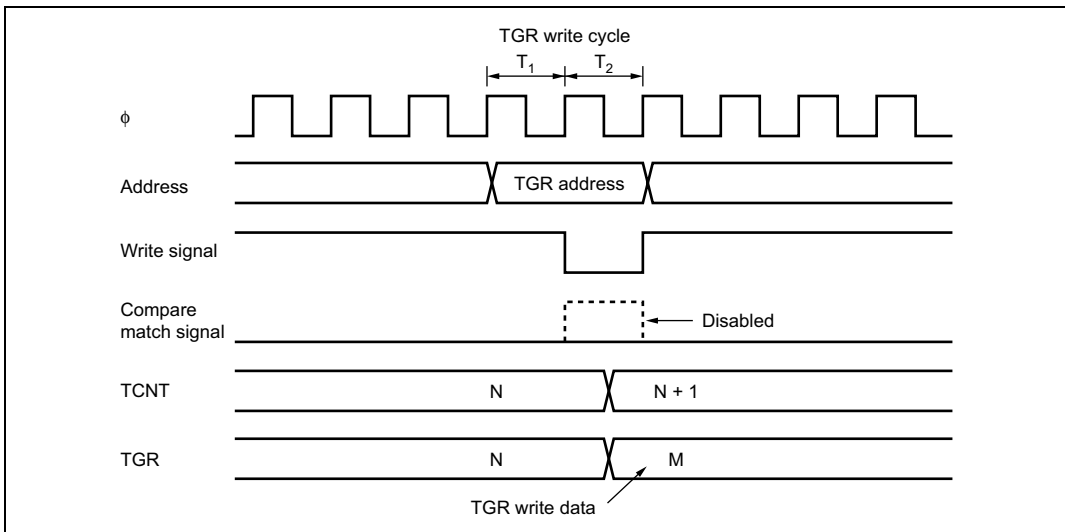 TGR write cycle
T1 T2
ϕ
Address
TGR address
Write signal
Compare
match signal
Disabled
TCNT
N
N + 1
TGR
N
M
TGR write data